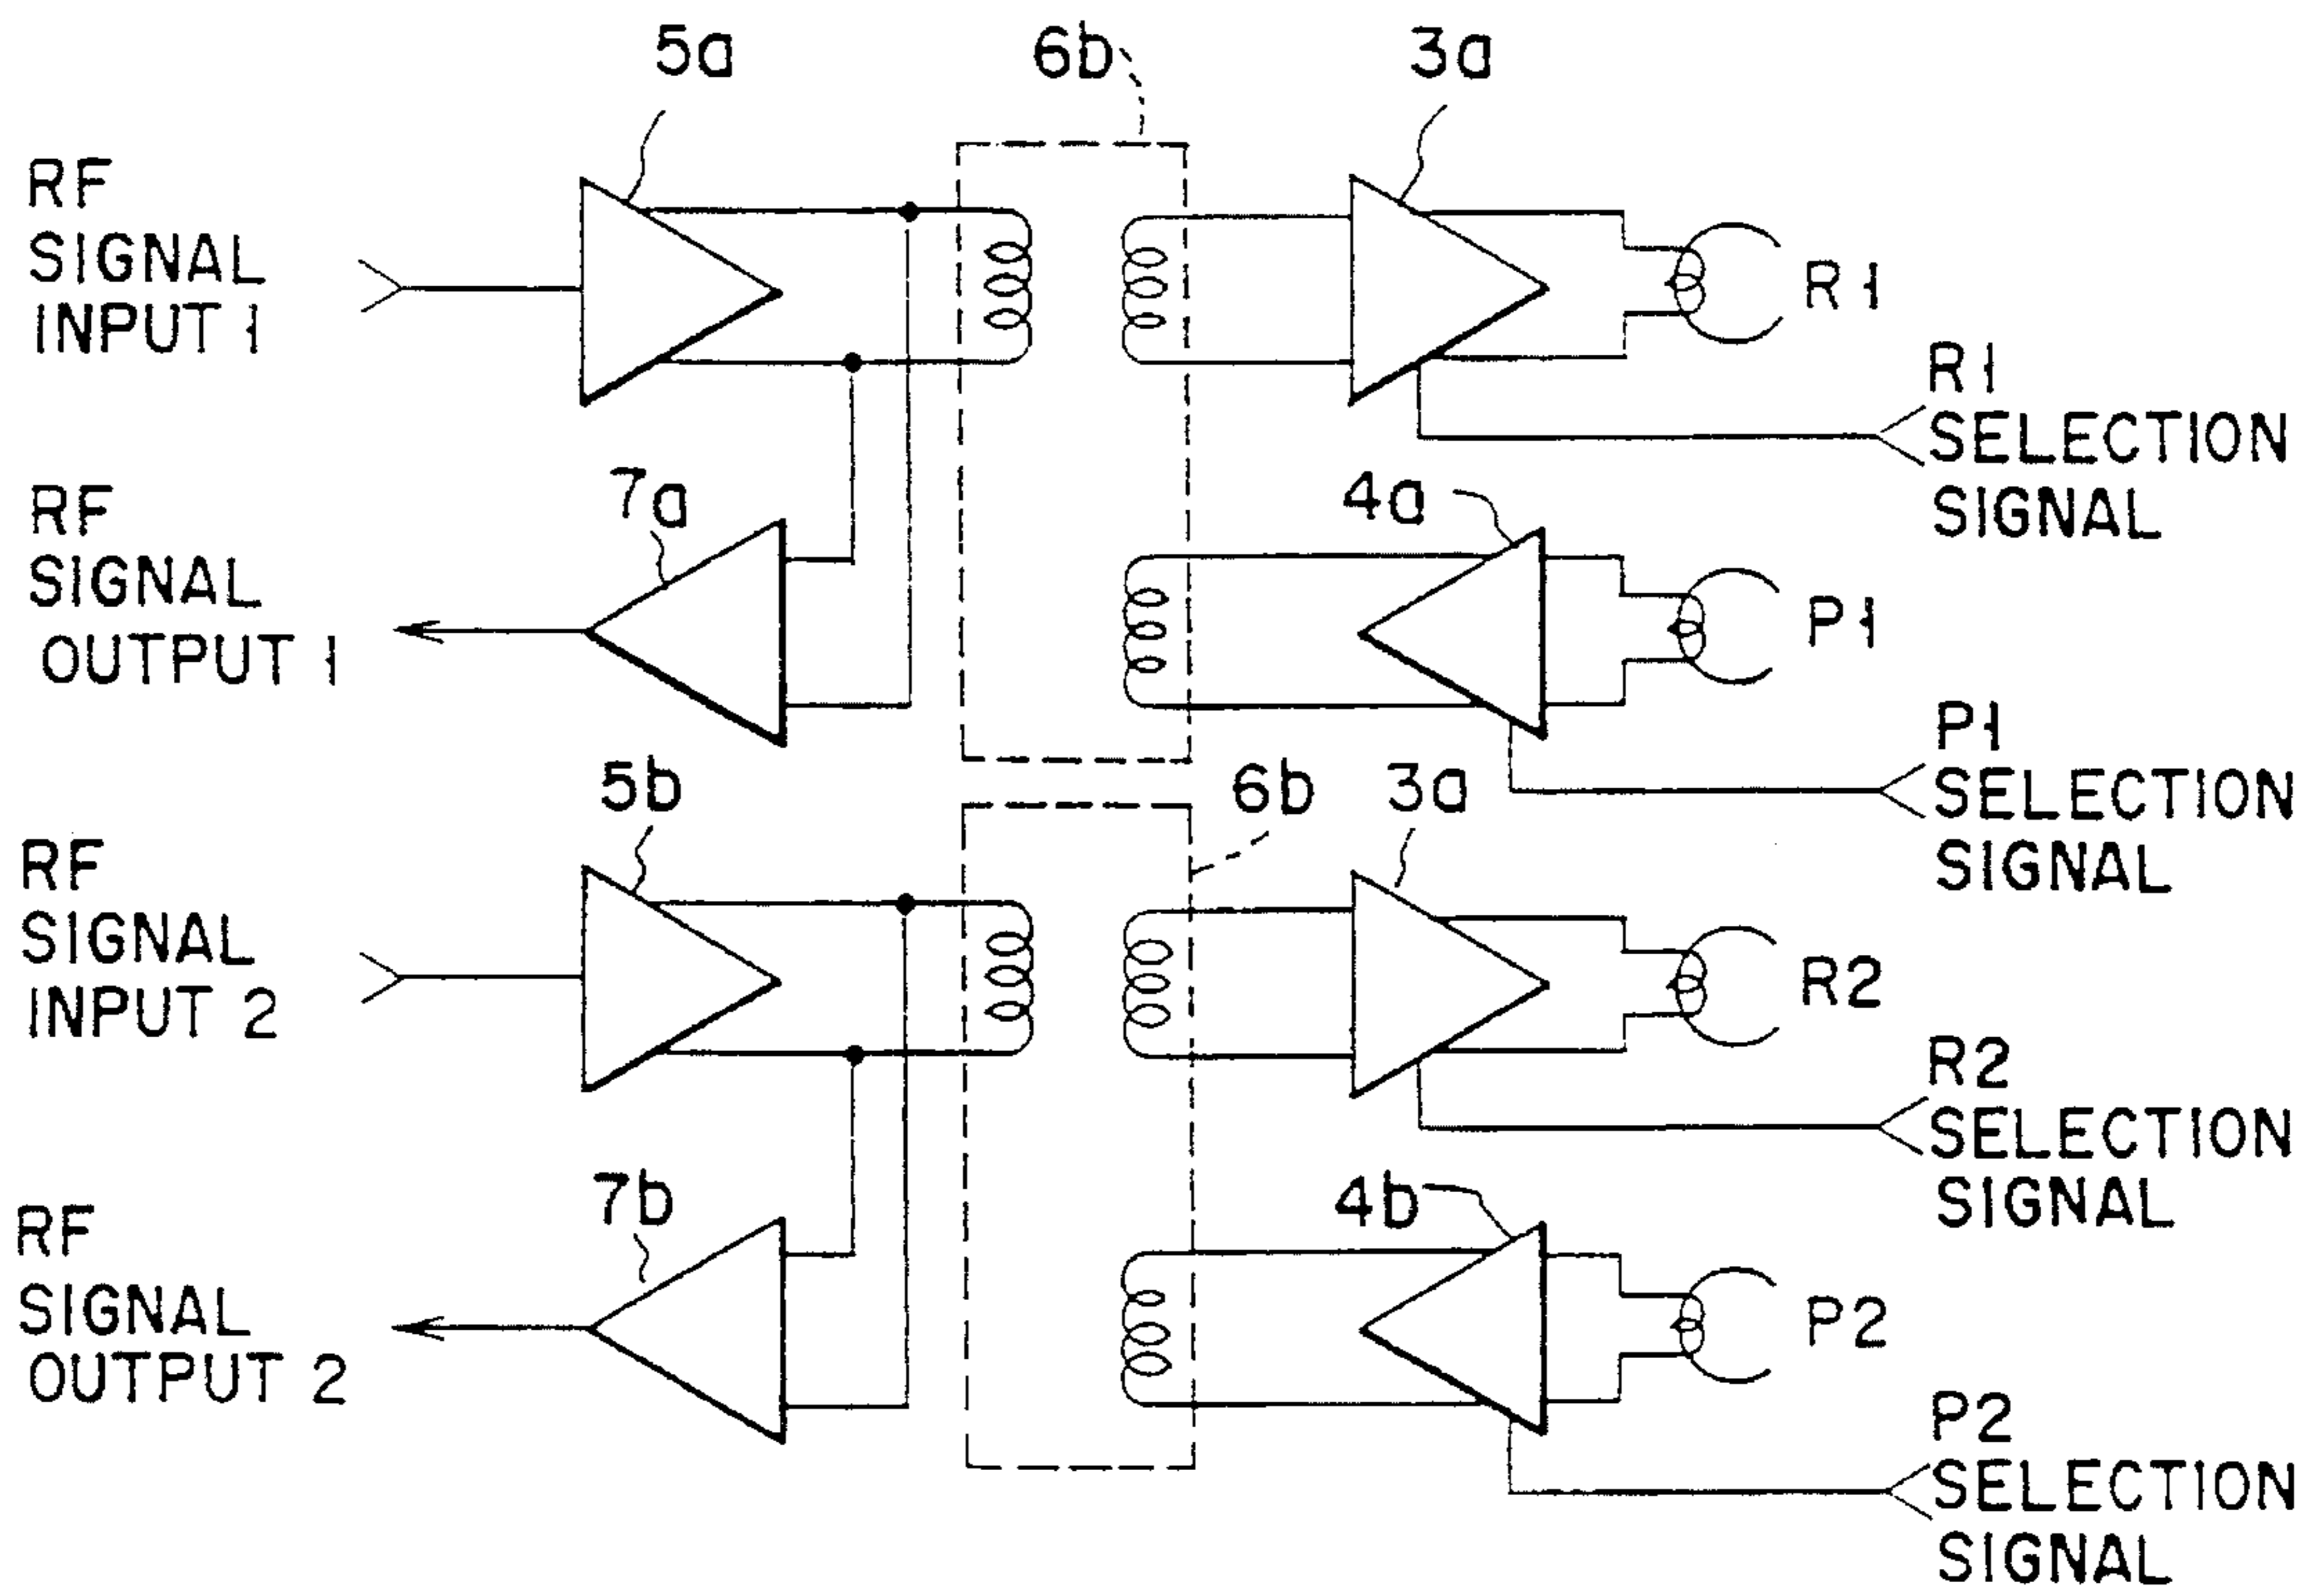 5a
6b
3a
RF
SIGNAL
INPUT 1
R1
R1
SELECTION
SIGNAL
7a
4a
RF
SIGNAL
OUTPUT 1
P1
P1
SELECTION
SIGNAL
5b
6b
3a
RF
SIGNAL
INPUT 2
R2
R2
SELECTION
SIGNAL
7b
4b
RF
SIGNAL
OUTPUT 2
P2
P2
SELECTION
SIGNAL